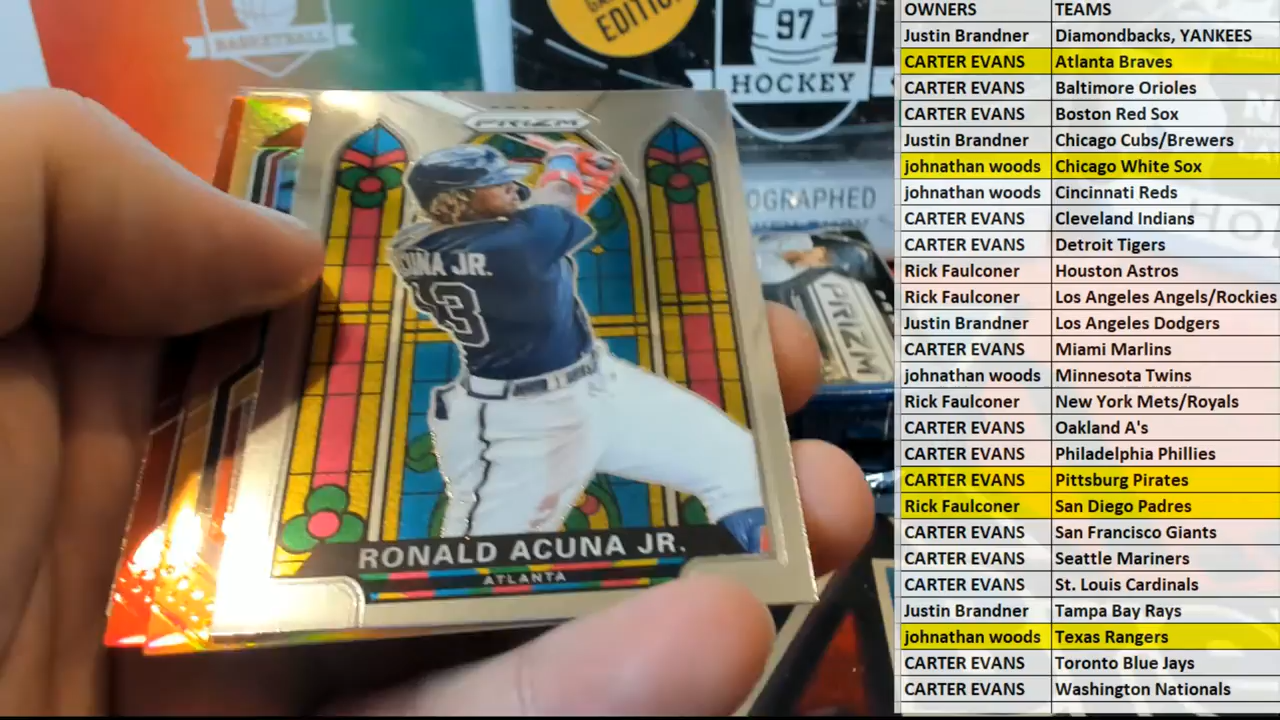 BASKETBALL
EDITION
97
HOCKEY
OGRAPHED
PRIZM
PRIZM
CUNA JR.
13
RONALD ACUNA JR.
ATLANTA
OWNERS TEAMS
Justin Brandner Diamondbacks, YANKEES
CARTER EVANS Atlanta Braves
CARTER EVANS Baltimore Orioles
CARTER EVANS Boston Red Sox
Justin Brandner Chicago Cubs/Brewers
johnathan woods Chicago White Sox
johnathan woods Cincinnati Reds
CARTER EVANS Cleveland Indians
CARTER EVANS Detroit Tigers
Rick Faulconer Houston Astros
Rick Faulconer Los Angeles Angels/Rockies
Justin Brandner Los Angeles Dodgers
CARTER EVANS Miami Marlins
johnathan woods Minnesota Twins
Rick Faulconer New York Mets/Royals
CARTER EVANS Oakland A's
CARTER EVANS Philadelphia Phillies
CARTER EVANS Pittsburg Pirates
Rick Faulconer San Diego Padres
CARTER EVANS San Francisco Giants
CARTER EVANS Seattle Mariners
CARTER EVANS St. Louis Cardinals
Justin Brandner Tampa Bay Rays
johnathan woods Texas Rangers
CARTER EVANS Toronto Blue Jays
CARTER EVANS Washington Nationals